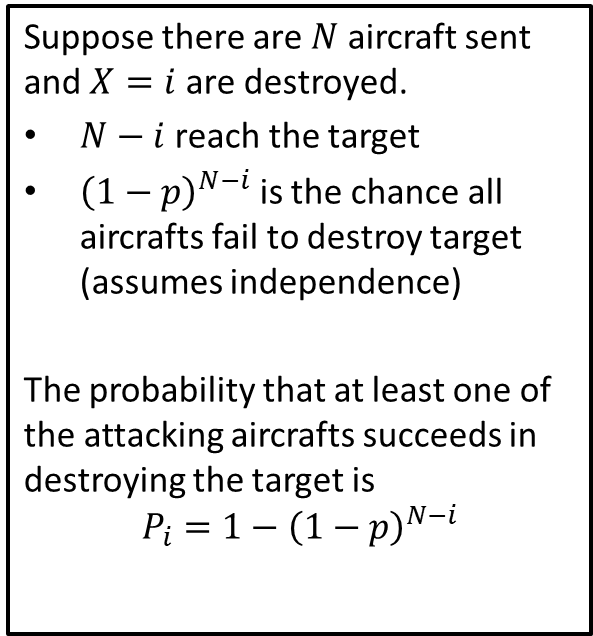 Suppose there are N aircraft sent
and X = i are destroyed.
• N − i reach the target
• (1 − p)^{N−i} is the chance all
aircrafts fail to destroy target
(assumes independence)
The probability that at least one of
the attacking aircrafts succeeds in
destroying the target is
P_i = 1 − (1 − p)^{N−i}